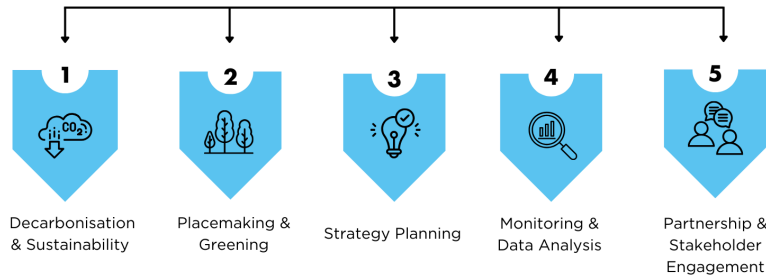 1
2
3
4
5
CO2
Decarbonisation
& Sustainability
Placemaking &
Greening
Strategy Planning
Monitoring &
Data Analysis
Partnership &
Stakeholder
Engagement